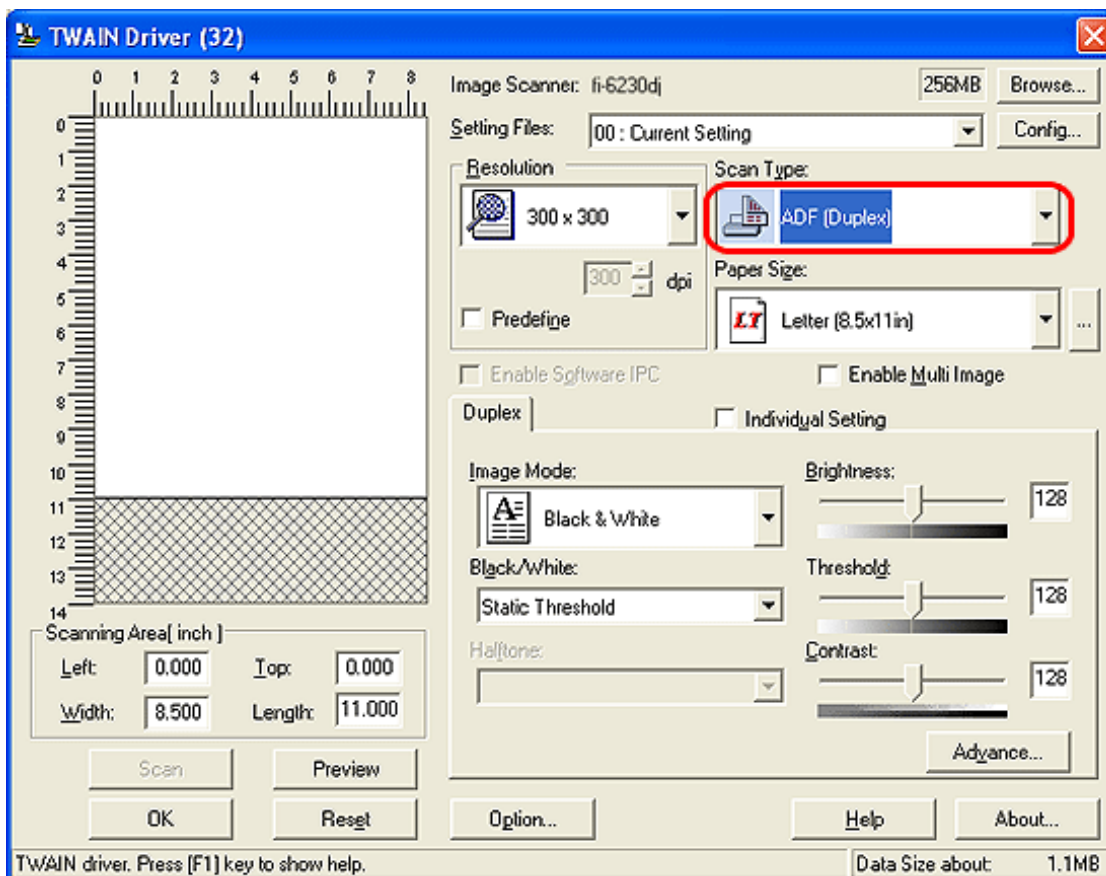 TWAIN Driver (32)
0 1 2 3 4 5 6 7 8
Image Scanner: fi-6230dj 256MB Browse...
Setting Files: 00 : Current Setting Config...
Resolution
Scan Type:
300 x 300
ADF (Duplex)
300 dpi
Paper Size:
Predefine
LT Letter (8.5x11in) ...
Enable Software IPC
Enable Multi Image
Duplex
Individual Setting
Image Mode:
Black & White
Brightness:
128
Black/White:
Static Threshold
Threshold:
128
Halftone:
Contrast:
128
Advance...
0
1
2
3
4
5
6
7
8
9
10
11
12
13
14
Scanning Area[ inch ]
Left: 0.000 Top: 0.000
Width: 8.500 Length: 11.000
Scan Preview
OK Reset Option... Help About...
TWAIN driver. Press [F1] key to show help. Data Size about: 1.1MB